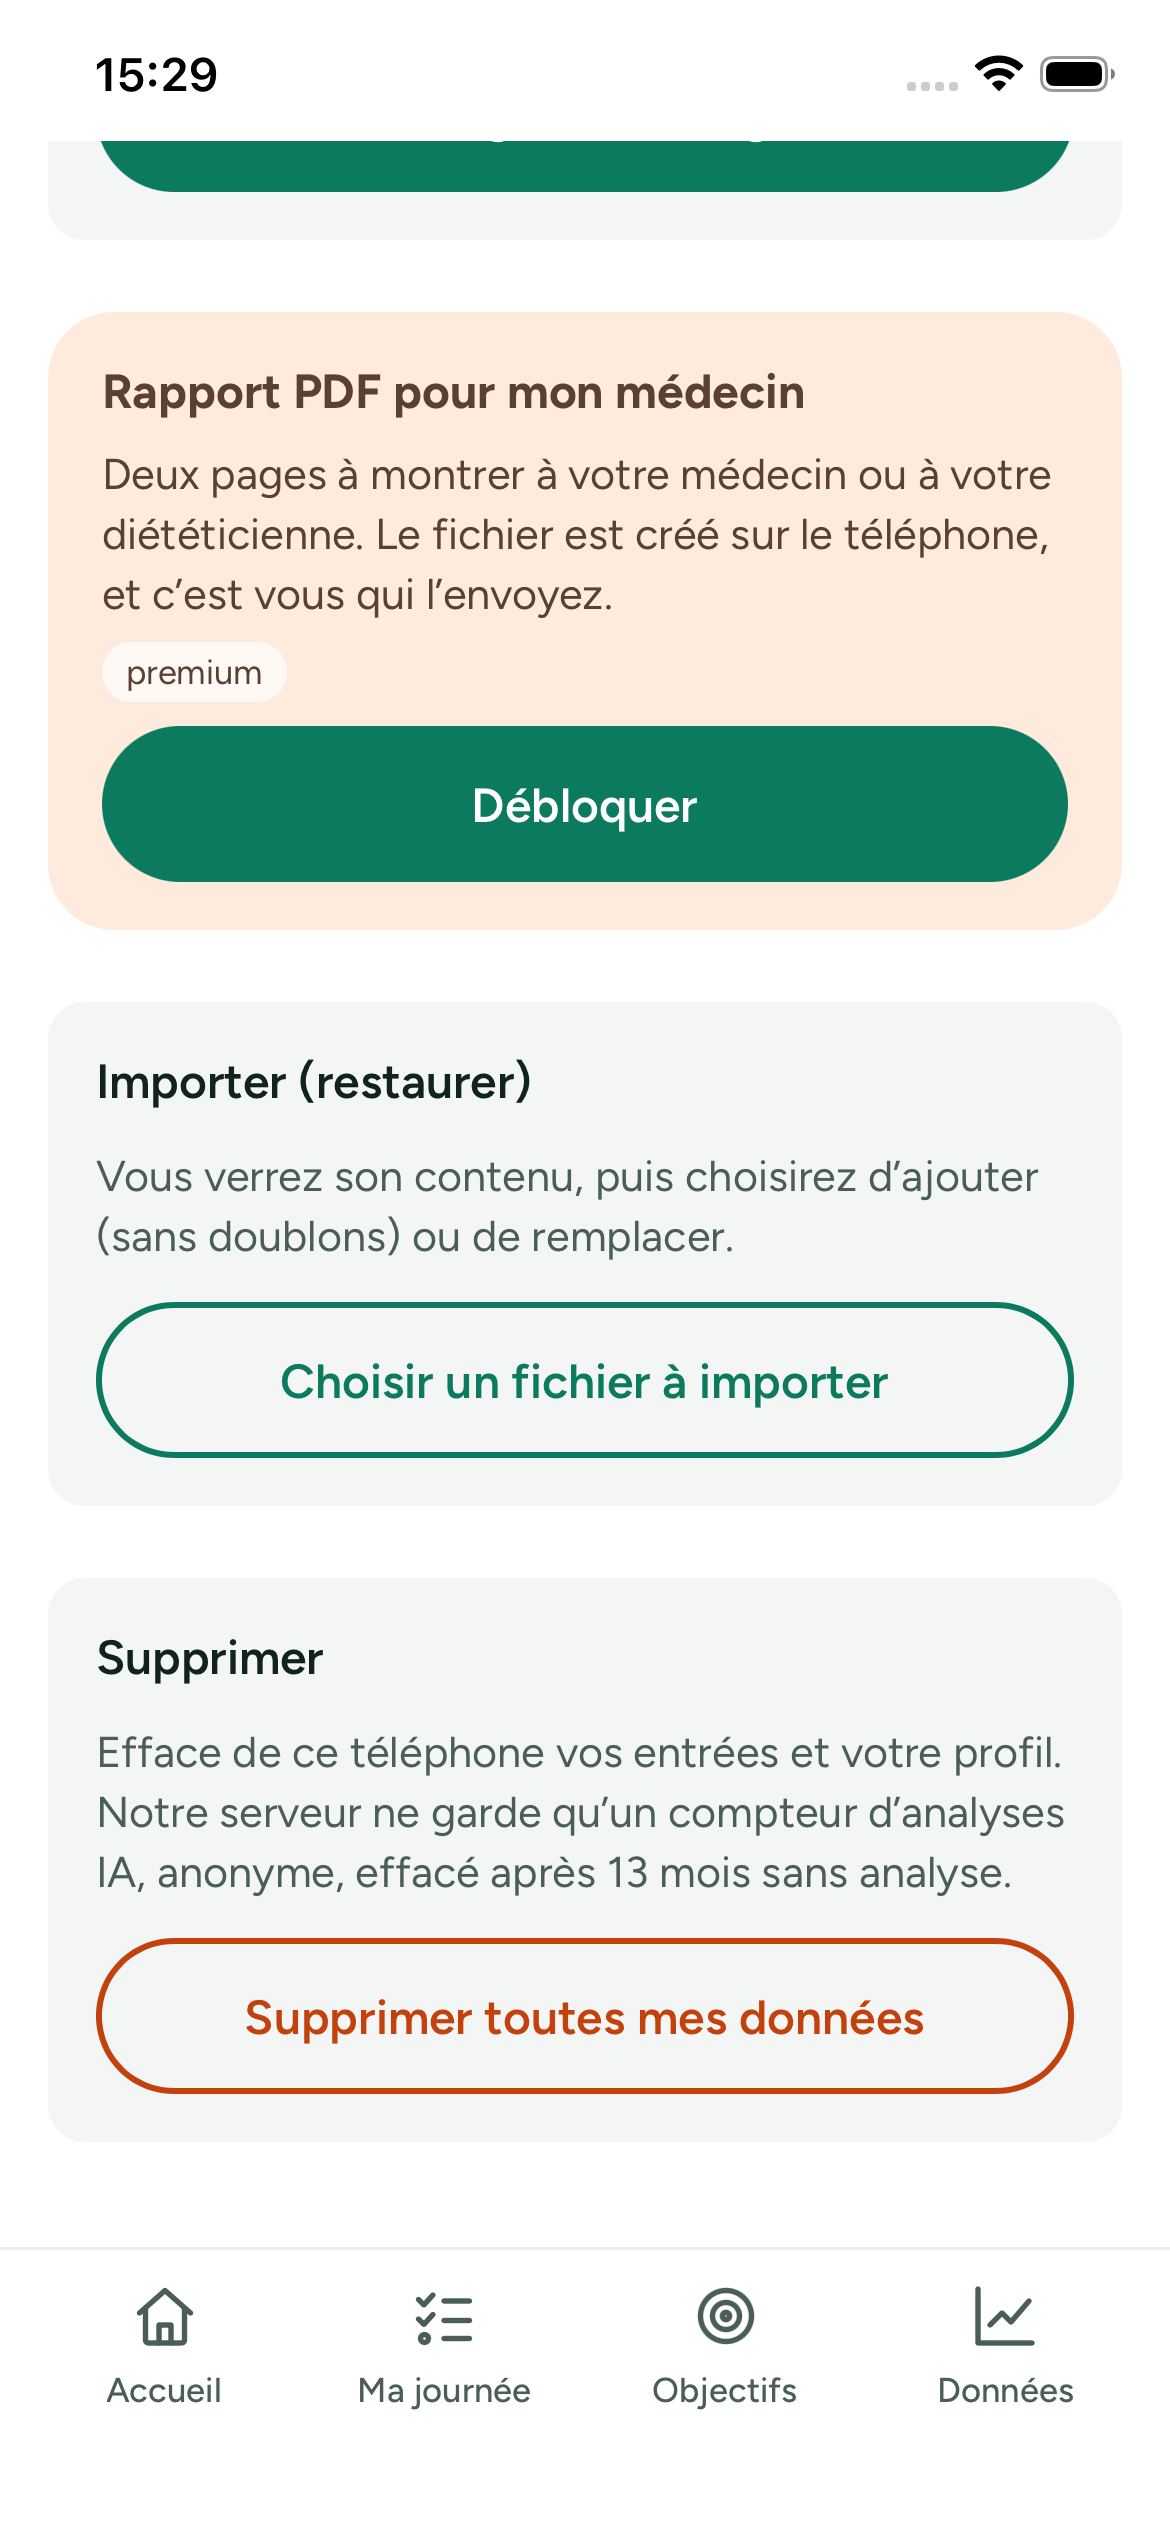 15:29
Rapport PDF pour mon médecin
Deux pages à montrer à votre médecin ou à votre
diététicienne. Le fichier est créé sur le téléphone,
et c’est vous qui l’envoyez.
premium
Débloquer
Importer (restaurer)
Vous verrez son contenu, puis choisirez d’ajouter
(sans doublons) ou de remplacer.
Choisir un fichier à importer
Supprimer
Efface de ce téléphone vos entrées et votre profil.
Notre serveur ne garde qu’un compteur d’analyses
IA, anonyme, effacé après 13 mois sans analyse.
Supprimer toutes mes données
Accueil
Ma journée
Objectifs
Données